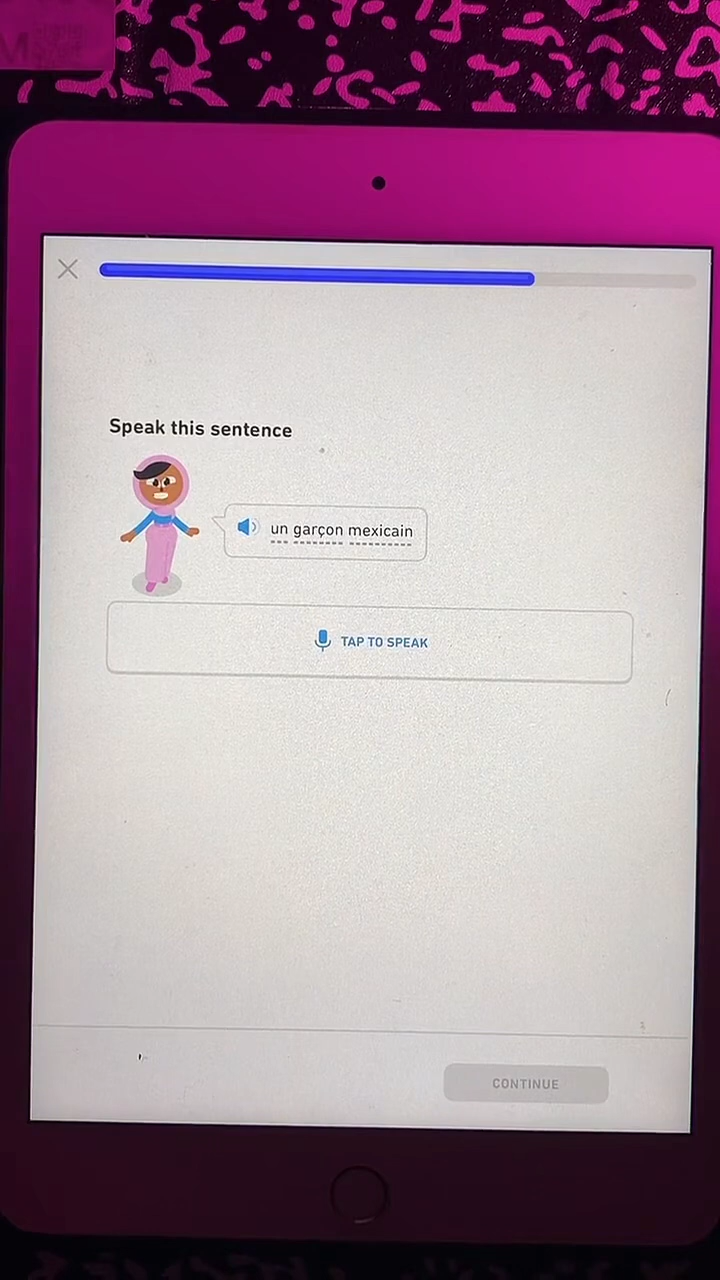 Speak this sentence
un garçon mexicain
TAP TO SPEAK
CONTINUE